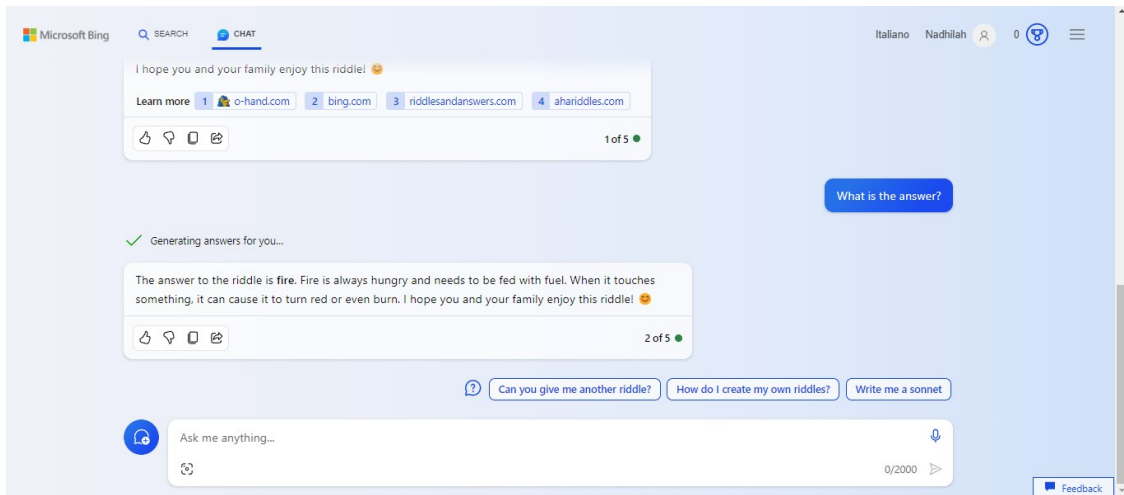 Microsoft Bing
SEARCH
CHAT
Italiano
Nadhilah
0
I hope you and your family enjoy this riddle! 😊
Learn more 1 o-hand.com 2 bing.com 3 riddlesandanswers.com 4 ahariddles.com
1 of 5
What is the answer?
Generating answers for you...
The answer to the riddle is fire. Fire is always hungry and needs to be fed with fuel. When it touches
something, it can cause it to turn red or even burn. I hope you and your family enjoy this riddle! 😊
2 of 5
Can you give me another riddle?
How do I create my own riddles?
Write me a sonnet
Ask me anything...
0/2000
Feedback